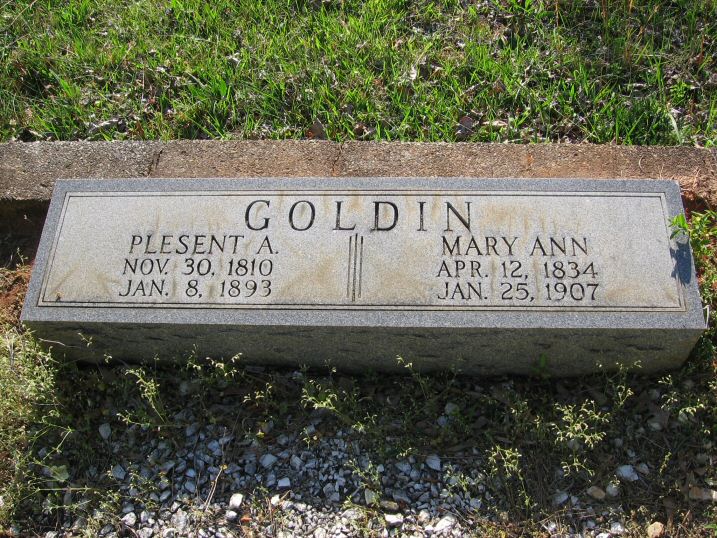 GOLDIN
PLESENT A.
NOV. 30, 1810
JAN. 8, 1893
MARY ANN
APR. 12, 1834
JAN. 25, 1907